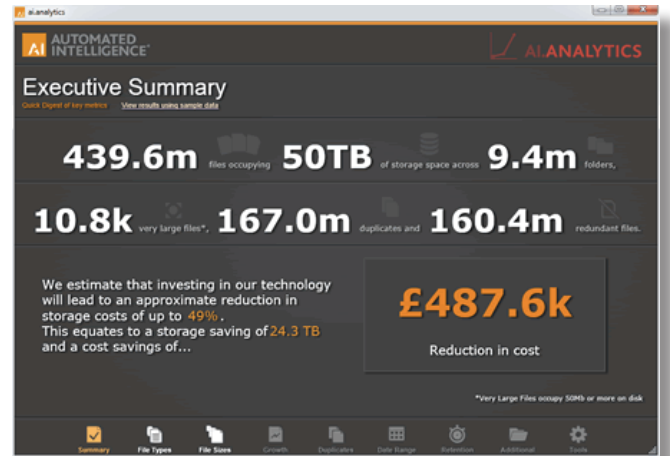 ai.analytics
AUTOMATED
INTELLIGENCE
AI.ANALYTICS
Executive Summary
Quick Digest of key metrics View results using sample data
439.6m files occupying 50TB of storage space across 9.4m folders,
10.8k very large files*, 167.0m duplicates and 160.4m redundant files.
We estimate that investing in our technology
will lead to an approximate reduction in
storage costs of up to 49%.
This equates to a storage saving of 24.3 TB
and a cost savings of...
£487.6k
Reduction in cost
*Very Large Files occupy 50Mb or more on disk
Summary File Types File Sizes Growth Duplicates Date Range Retention Additional Tools